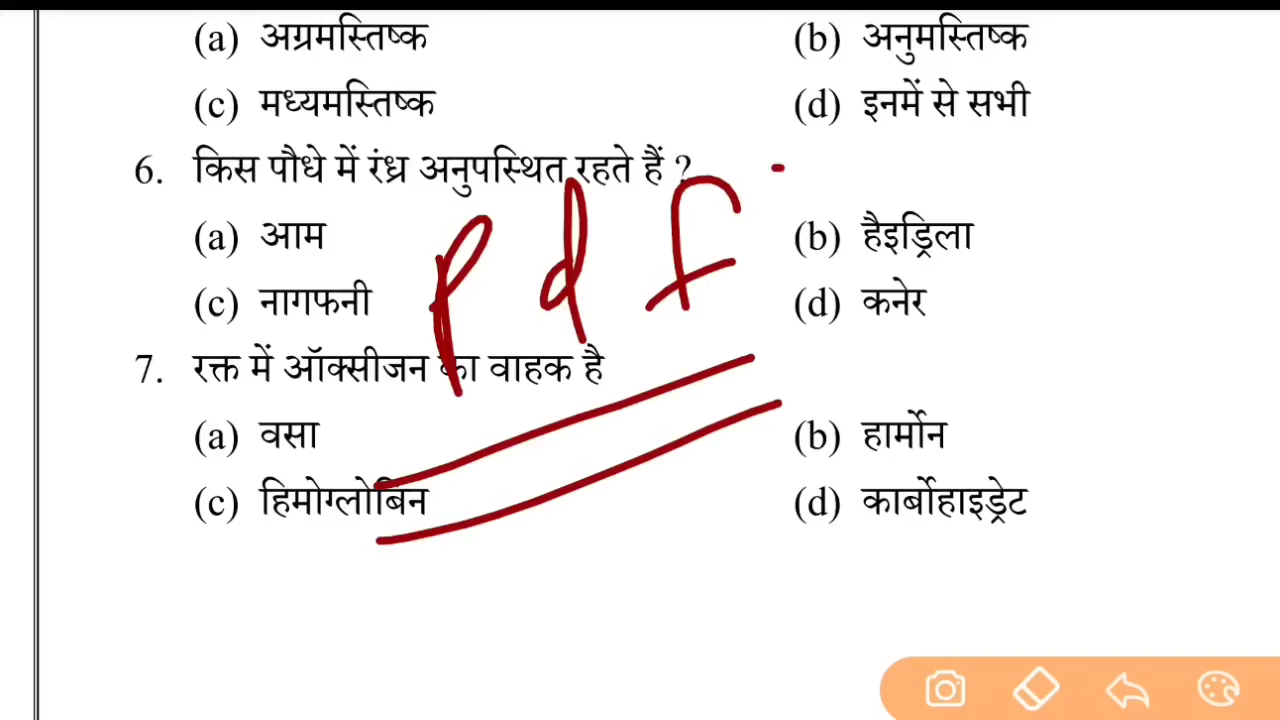 (a) अग्रमस्तिष्क (b) अनुमस्तिष्क
(c) मध्यमस्तिष्क (d) इनमें से सभी
6. किस पौधे में रंध्र अनुपस्थित रहते हैं ?
(a) आम (b) हैइड्रिला
(c) नागफनी (d) कनेर
pdf
7. रक्त में ऑक्सीजन का वाहक है
(a) वसा (b) हार्मोन
(c) हिमोग्लोबिन (d) कार्बोहाइड्रेट